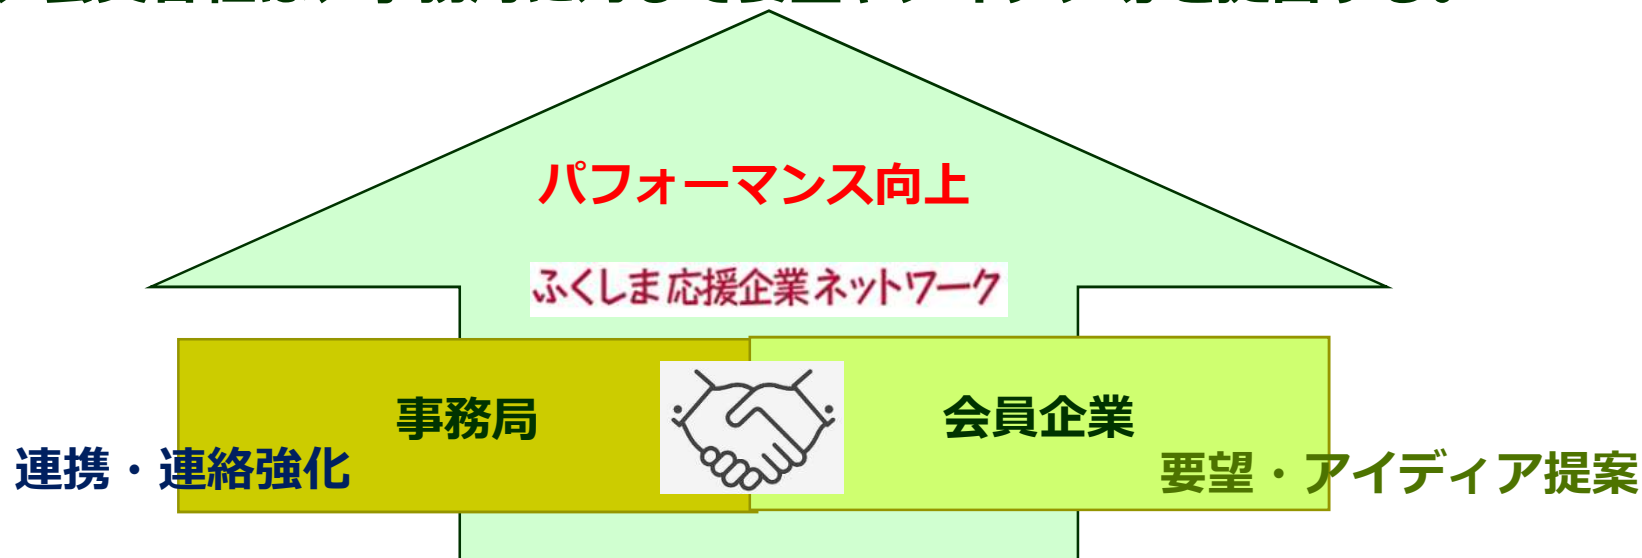 パフォーマンス向上
ふくしま応援企業ネットワーク
事務局
会員企業
連携・連絡強化
要望・アイディア提案